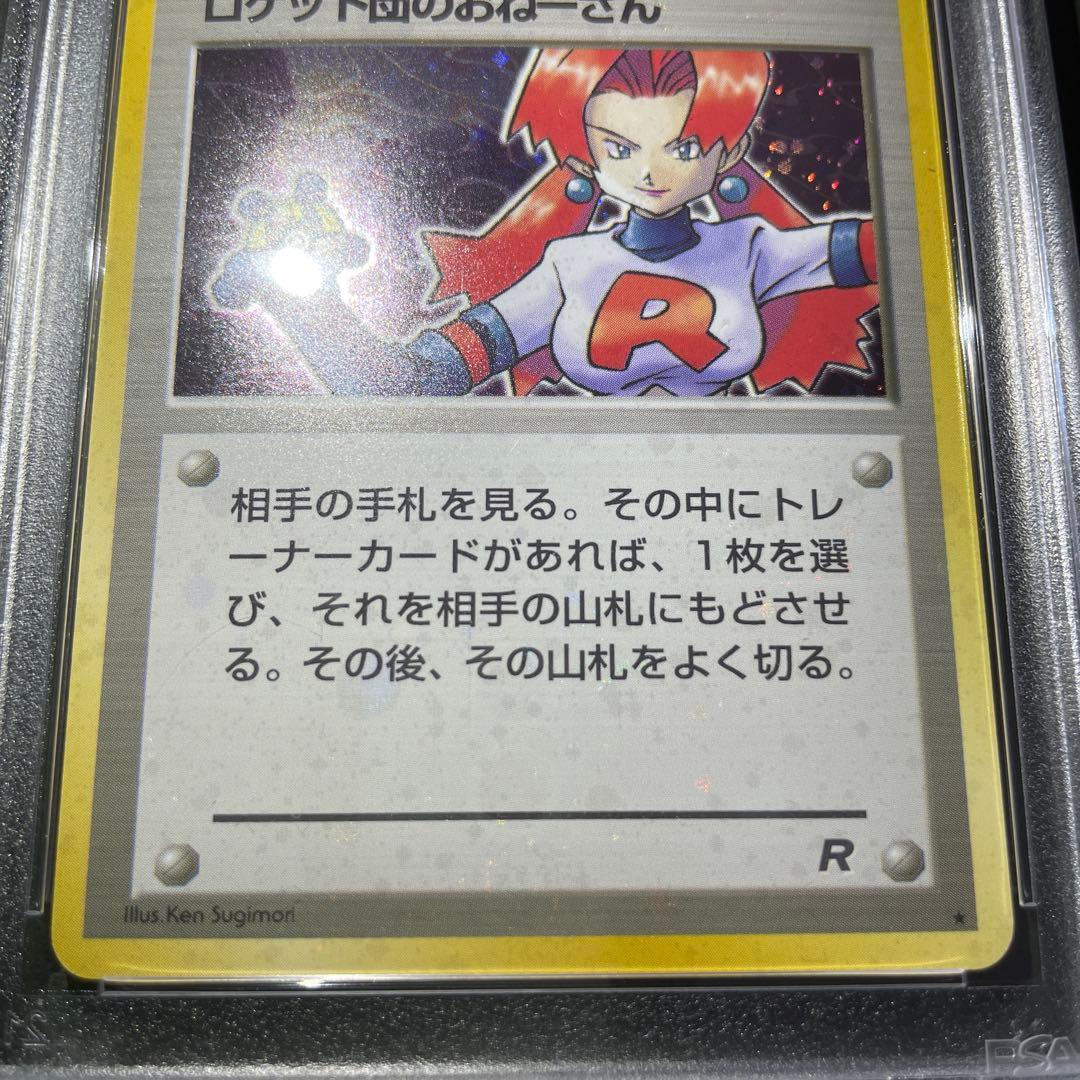 ロケット団のおねーさん
R
相手の手札を見る。その中にトレ
ーナーカードがあれば、1枚を選
び、それを相手の山札にもどさせ
る。その後、その山札をよく切る。
R
Illus.Ken Sugimori
PSA